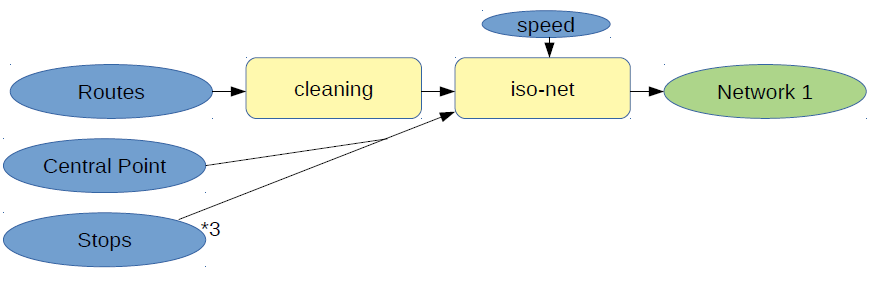 speed
Routes
cleaning
iso-net
Network 1
Central Point
Stops
*3